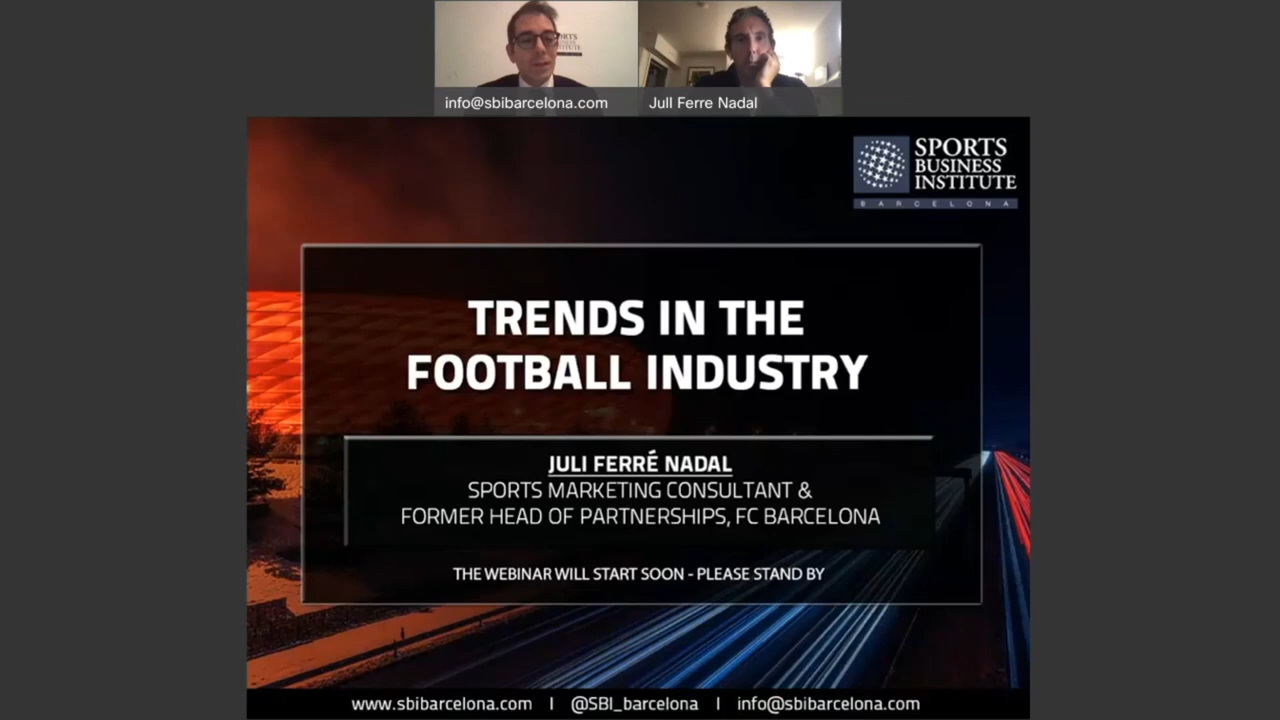 info@sbibarcelona.com
Jull Ferre Nadal
SPORTS
BUSINESS
INSTITUTE
BARCELONA
TRENDS IN THE
FOOTBALL INDUSTRY
JULI FERRÉ NADAL
SPORTS MARKETING CONSULTANT &
FORMER HEAD OF PARTNERSHIPS, FC BARCELONA
THE WEBINAR WILL START SOON - PLEASE STAND BY
www.sbibarcelona.com I @SBI_barcelona I info@sbibarcelona.com